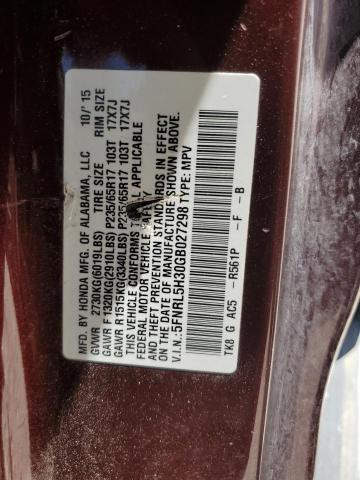 MFD. BY HONDA MFG. OF ALABAMA, LLC 10/ 15
GVWR 2730KG(6019LBS) TIRE SIZE RIM SIZE
GAWR F 1320KG(2910LBS) P235/65R17 103T 17X7J
GAWR R 1515KG(3340LBS) P235/65R17 103T 17X7J
THIS VEHICLE CONFORMS TO ALL APPLICABLE
FEDERAL MOTOR VEHICLE SAFETY
AND THEFT PREVENTION STANDARDS IN EFFECT
ON THE DATE OF MANUFACTURE SHOWN ABOVE.
V.I.N.:5FNRL5H30GB027298 TYPE: MPV
TK8 G AC5 - R561P - F - B